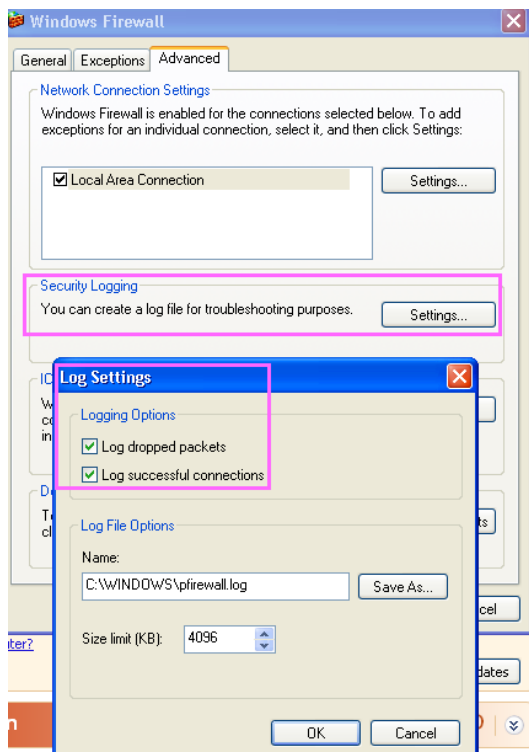 Windows Firewall
General Exceptions Advanced
Network Connection Settings
Windows Firewall is enabled for the connections selected below. To add
exceptions for an individual connection, select it, and then click Settings:
Local Area Connection
Settings...
Security Logging
You can create a log file for troubleshooting purposes.
Settings...
Log Settings
Logging Options
Log dropped packets
Log successful connections
Log File Options
Name:
C:\WINDOWS\pfirewall.log
Save As...
Size limit (KB):
4096
OK
Cancel